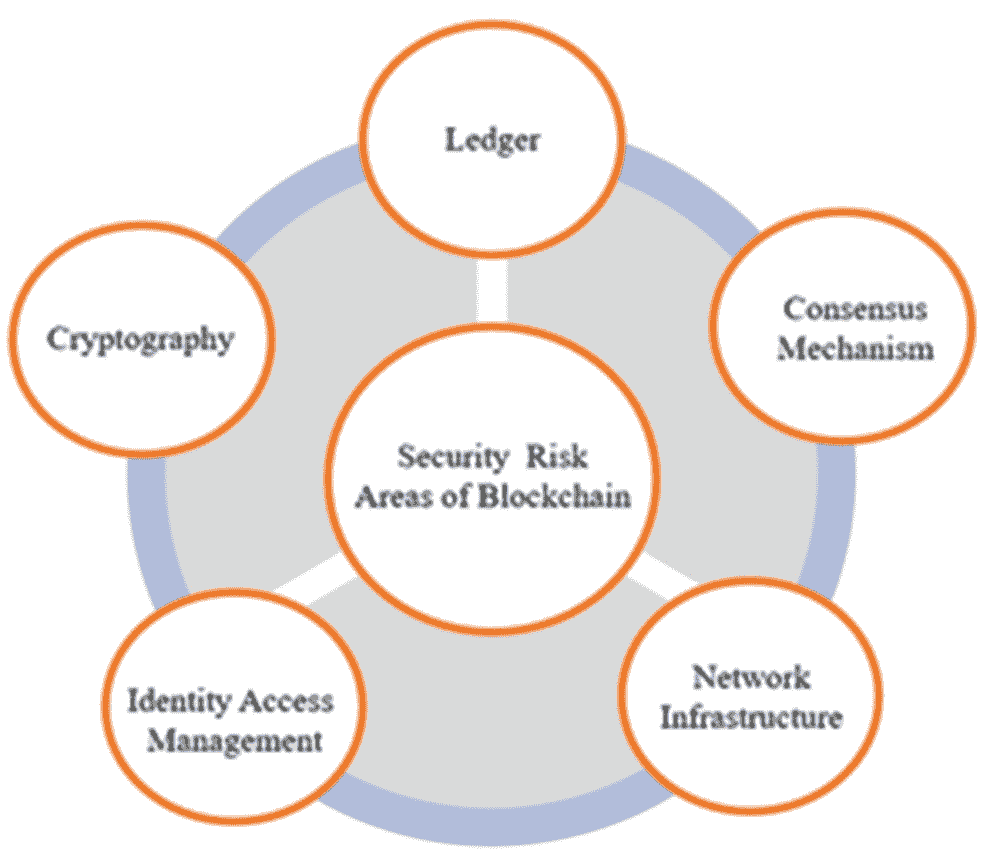 Ledger
Consensus
Mechanism
Cryptography
Security Risk
Areas of Blockchain
Network
Infrastructure
Identity Access
Management